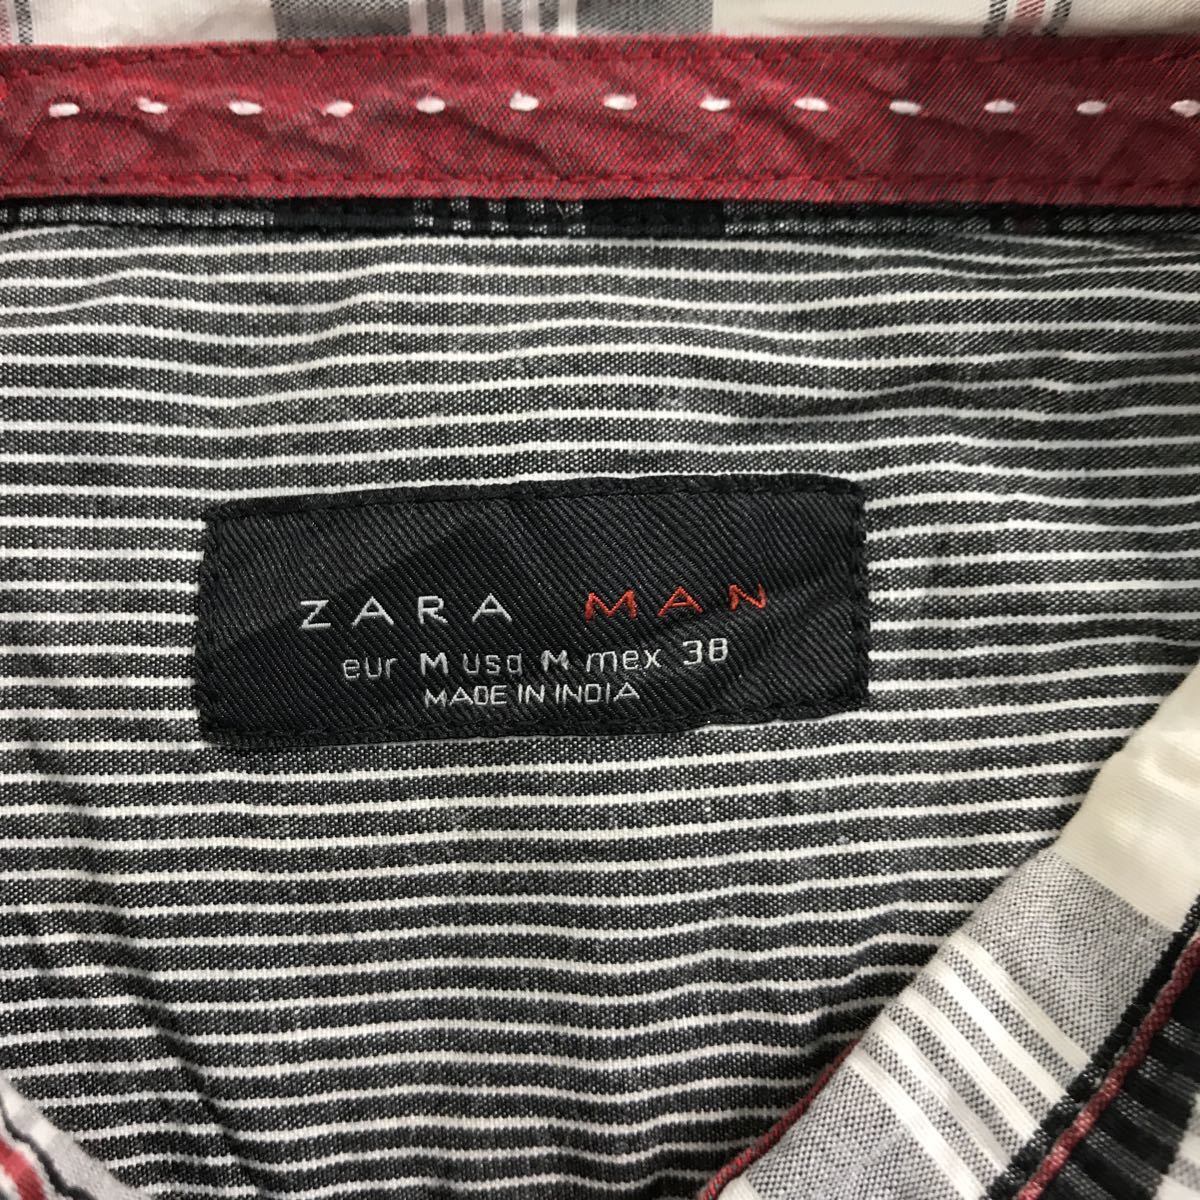 ZARA MAN
eur M usa M mex 38
MADE IN INDIA